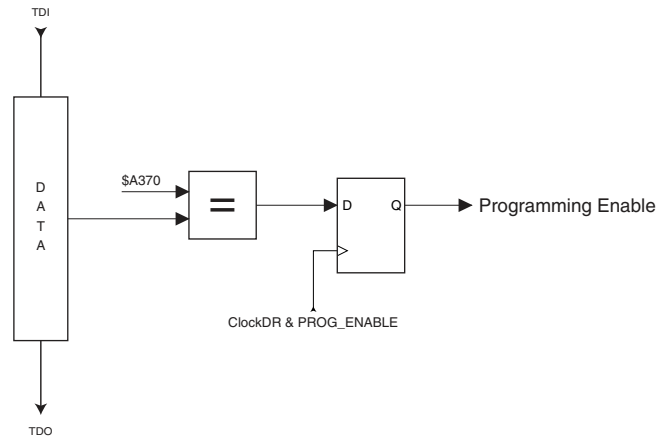 TDI
D
A
T
A
$A370
=
D Q
Programming Enable
ClockDR & PROG_ENABLE
TDO